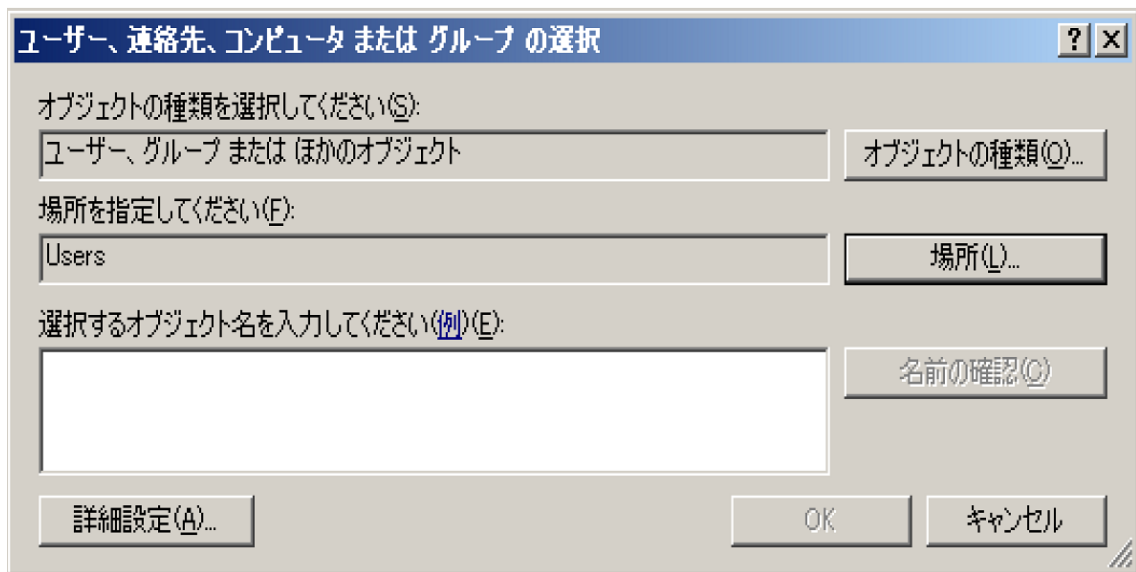 ユーザー、連絡先、コンピュータ または グループ の選択
オブジェクトの種類を選択してください(S):
ユーザー、グループ または ほかのオブジェクト
オブジェクトの種類(O)...
場所を指定してください(F):
Users
場所(L)...
選択するオブジェクト名を入力してください(例)(E):
名前の確認(C)
詳細設定(A)...
OK
キャンセル